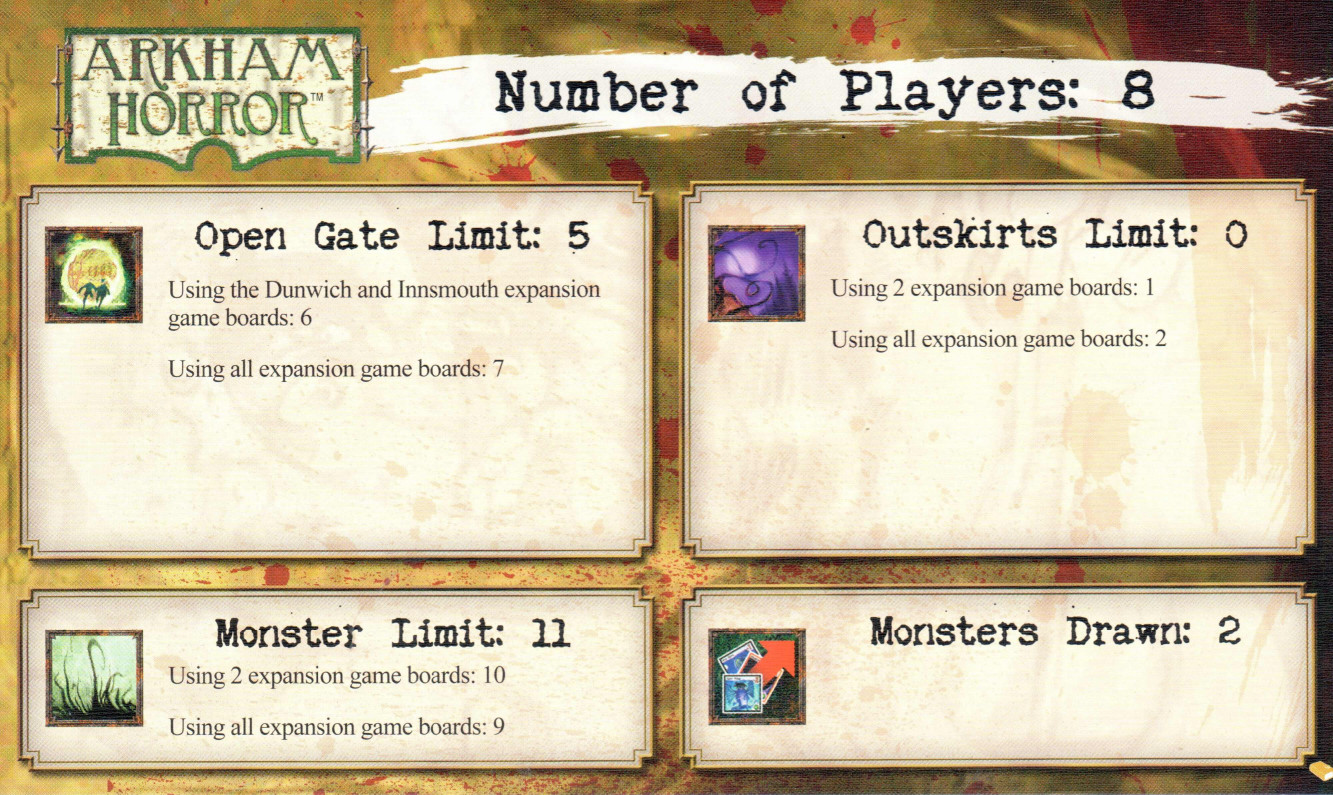 ARKHAM
HORROR™
Number of Players: 8
Open Gate Limit: 5
Using the Dunwich and Innsmouth expansion
game boards: 6
Using all expansion game boards: 7
Outskirts Limit: 0
Using 2 expansion game boards: 1
Using all expansion game boards: 2
Monster Limit: 11
Using 2 expansion game boards: 10
Using all expansion game boards: 9
Monsters Drawn: 2